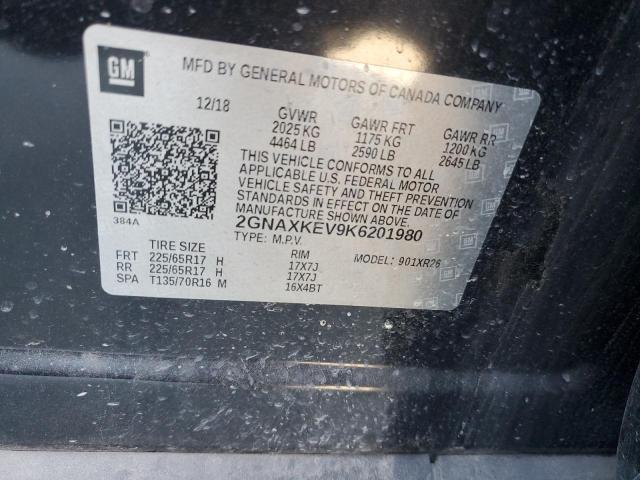 GM
MFD BY GENERAL MOTORS OF CANADA COMPANY
12/18 GVWR GAWR FRT GAWR RR
2025 KG 1175 KG 1200 KG
4464 LB 2590 LB 2645 LB
THIS VEHICLE CONFORMS TO ALL
APPLICABLE U.S. FEDERAL MOTOR
VEHICLE SAFETY AND THEFT PREVENTION
STANDARDS IN EFFECT ON THE DATE OF
MANUFACTURE SHOWN ABOVE.
384A 2GNAXKEV9K6201980
TYPE: M.P.V. MODEL: 901XR26
TIRE SIZE RIM
FRT 225/65R17 H 17X7J
RR 225/65R17 H 17X7J
SPA T135/70R16 M 16X4BT